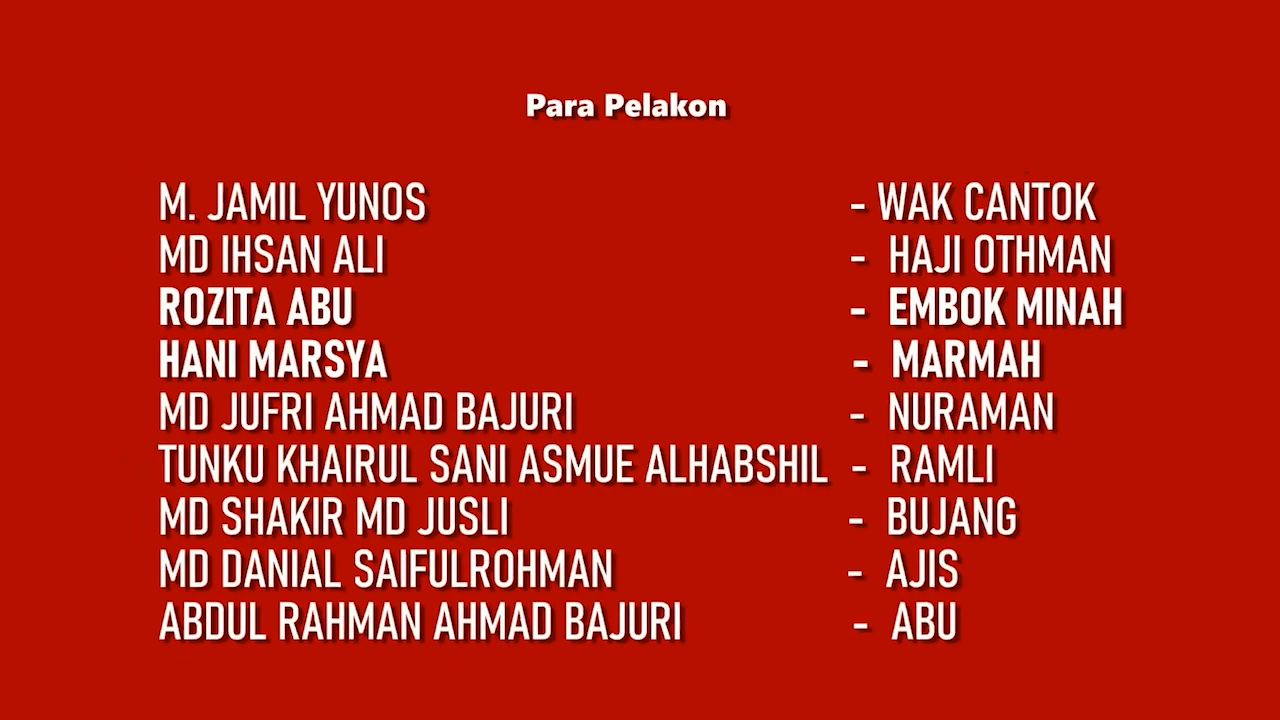 Para Pelakon
M. JAMIL YUNOS - WAK CANTOK
MD IHSAN ALI - HAJI OTHMAN
ROZITA ABU - EMBOK MINAH
HANI MARSYA - MARMAH
MD JUFRI AHMAD BAJURI - NURAMAN
TUNKU KHAIRUL SANI ASMUE ALHABSHIL - RAMLI
MD SHAKIR MD JUSLI - BUJANG
MD DANIAL SAIFULROHMAN - AJIS
ABDUL RAHMAN AHMAD BAJURI - ABU